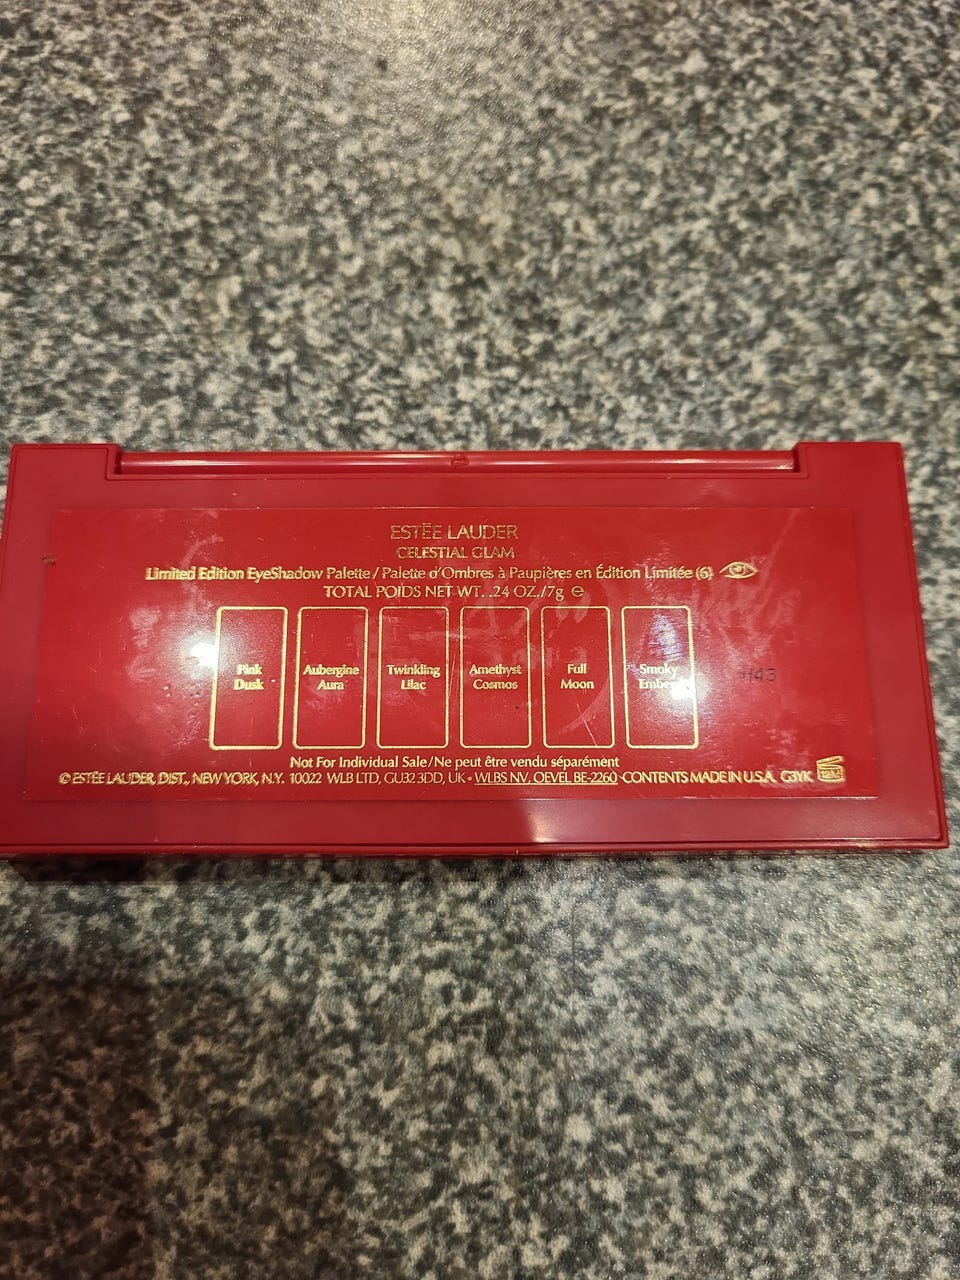 ESTĒE LAUDER
CELESTIAL GLAM
Limited Edition EyeShadow Palette / Palette d'Ombres à Paupières en Édition Limitée (6)
TOTAL POIDS NET WT. .24 OZ./7g ℮
Pink Dusk
Aubergine Aura
Twinkling Lilac
Amethyst Cosmos
Full Moon
Smoky Ember
Not For Individual Sale/Ne peut être vendu séparément
© ESTĒE LAUDER, DIST., NEW YORK, N.Y. 10022 WLB LTD, GU32 3DD, UK • WLBS NV, OEVEL BE-2260 • CONTENTS MADE IN U.S.A. G3YK